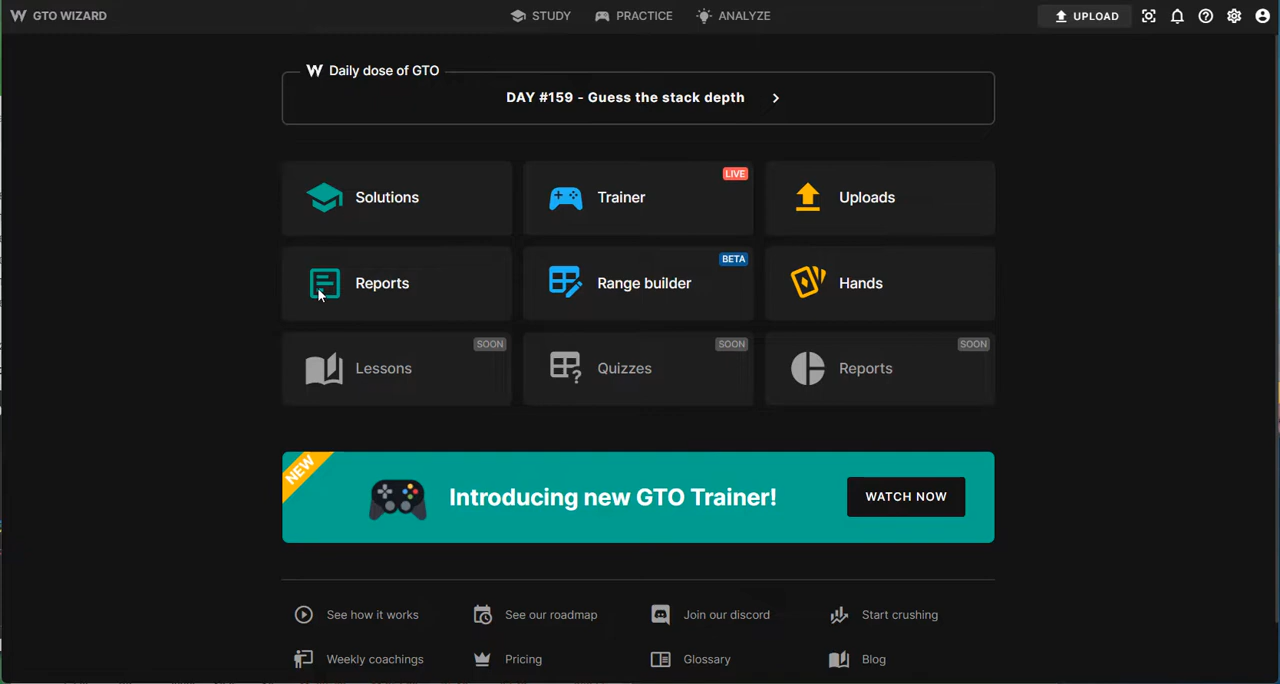 GTO WIZARD
STUDY
PRACTICE
ANALYZE
UPLOAD
Daily dose of GTO
DAY #159 - Guess the stack depth
Solutions
LIVE
Trainer
Uploads
Reports
BETA
Range builder
Hands
SOON
Lessons
SOON
Quizzes
SOON
Reports
NEW
Introducing new GTO Trainer!
WATCH NOW
See how it works
See our roadmap
Join our discord
Start crushing
Weekly coachings
Pricing
Glossary
Blog